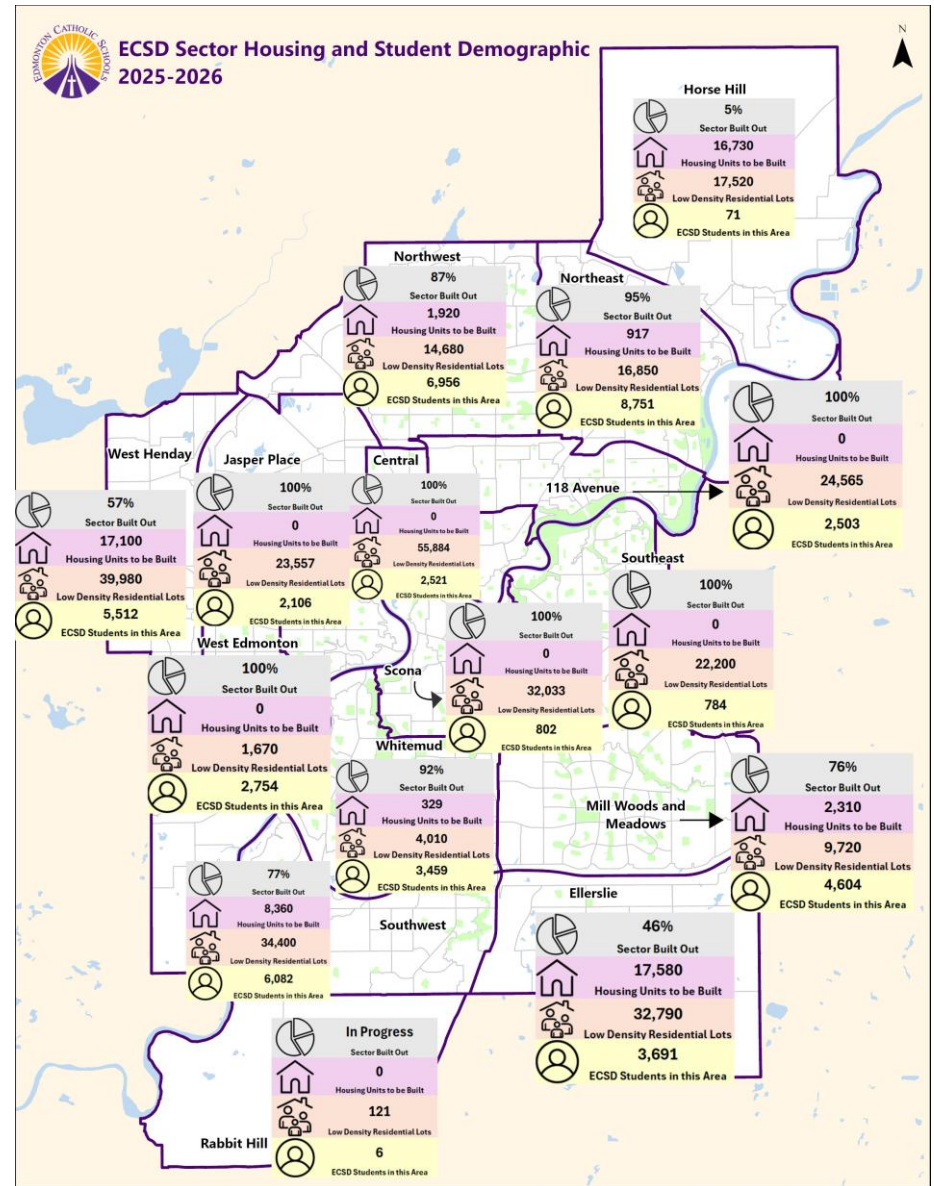 EDMONTON CATHOLIC SCHOOLS
ECSD Sector Housing and Student Demographic
2025-2026
N
Horse Hill
5%
Sector Built Out
16,730
Housing Units to be Built
17,520
Low Density Residential Lots
71
ECSD Students in this Area
Northwest
87%
Sector Built Out
1,920
Housing Units to be Built
14,680
Low Density Residential Lots
6,956
ECSD Students in this Area
Northeast
95%
Sector Built Out
917
Housing Units to be Built
16,850
Low Density Residential Lots
8,751
ECSD Students in this Area
118 Avenue
100%
Sector Built Out
0
Housing Units to be Built
24,565
Low Density Residential Lots
2,503
ECSD Students in this Area
West Henday
57%
Sector Built Out
17,100
Housing Units to be Built
39,980
Low Density Residential Lots
5,512
ECSD Students in this Area
Jasper Place
100%
Sector Built Out
0
Housing Units to be Built
23,557
Low Density Residential Lots
2,106
ECSD Students in this Area
Central
100%
Sector Built Out
0
Housing Units to be Built
55,884
Low Density Residential Lots
2,521
ECSD Students in this Area
Southeast
100%
Sector Built Out
0
Housing Units to be Built
22,200
Low Density Residential Lots
784
ECSD Students in this Area
Scona
100%
Sector Built Out
0
Housing Units to be Built
32,033
Low Density Residential Lots
802
ECSD Students in this Area
West Edmonton
100%
Sector Built Out
0
Housing Units to be Built
1,670
Low Density Residential Lots
2,754
ECSD Students in this Area
Whitemud
92%
Sector Built Out
329
Housing Units to be Built
4,010
Low Density Residential Lots
3,459
ECSD Students in this Area
Mill Woods and
Meadows
76%
Sector Built Out
2,310
Housing Units to be Built
9,720
Low Density Residential Lots
4,604
ECSD Students in this Area
Southwest
77%
Sector Built Out
8,360
Housing Units to be Built
34,400
Low Density Residential Lots
6,082
ECSD Students in this Area
Ellerslie
46%
Sector Built Out
17,580
Housing Units to be Built
32,790
Low Density Residential Lots
3,691
ECSD Students in this Area
Rabbit Hill
In Progress
Sector Built Out
0
Housing Units to be Built
121
Low Density Residential Lots
6
ECSD Students in this Area